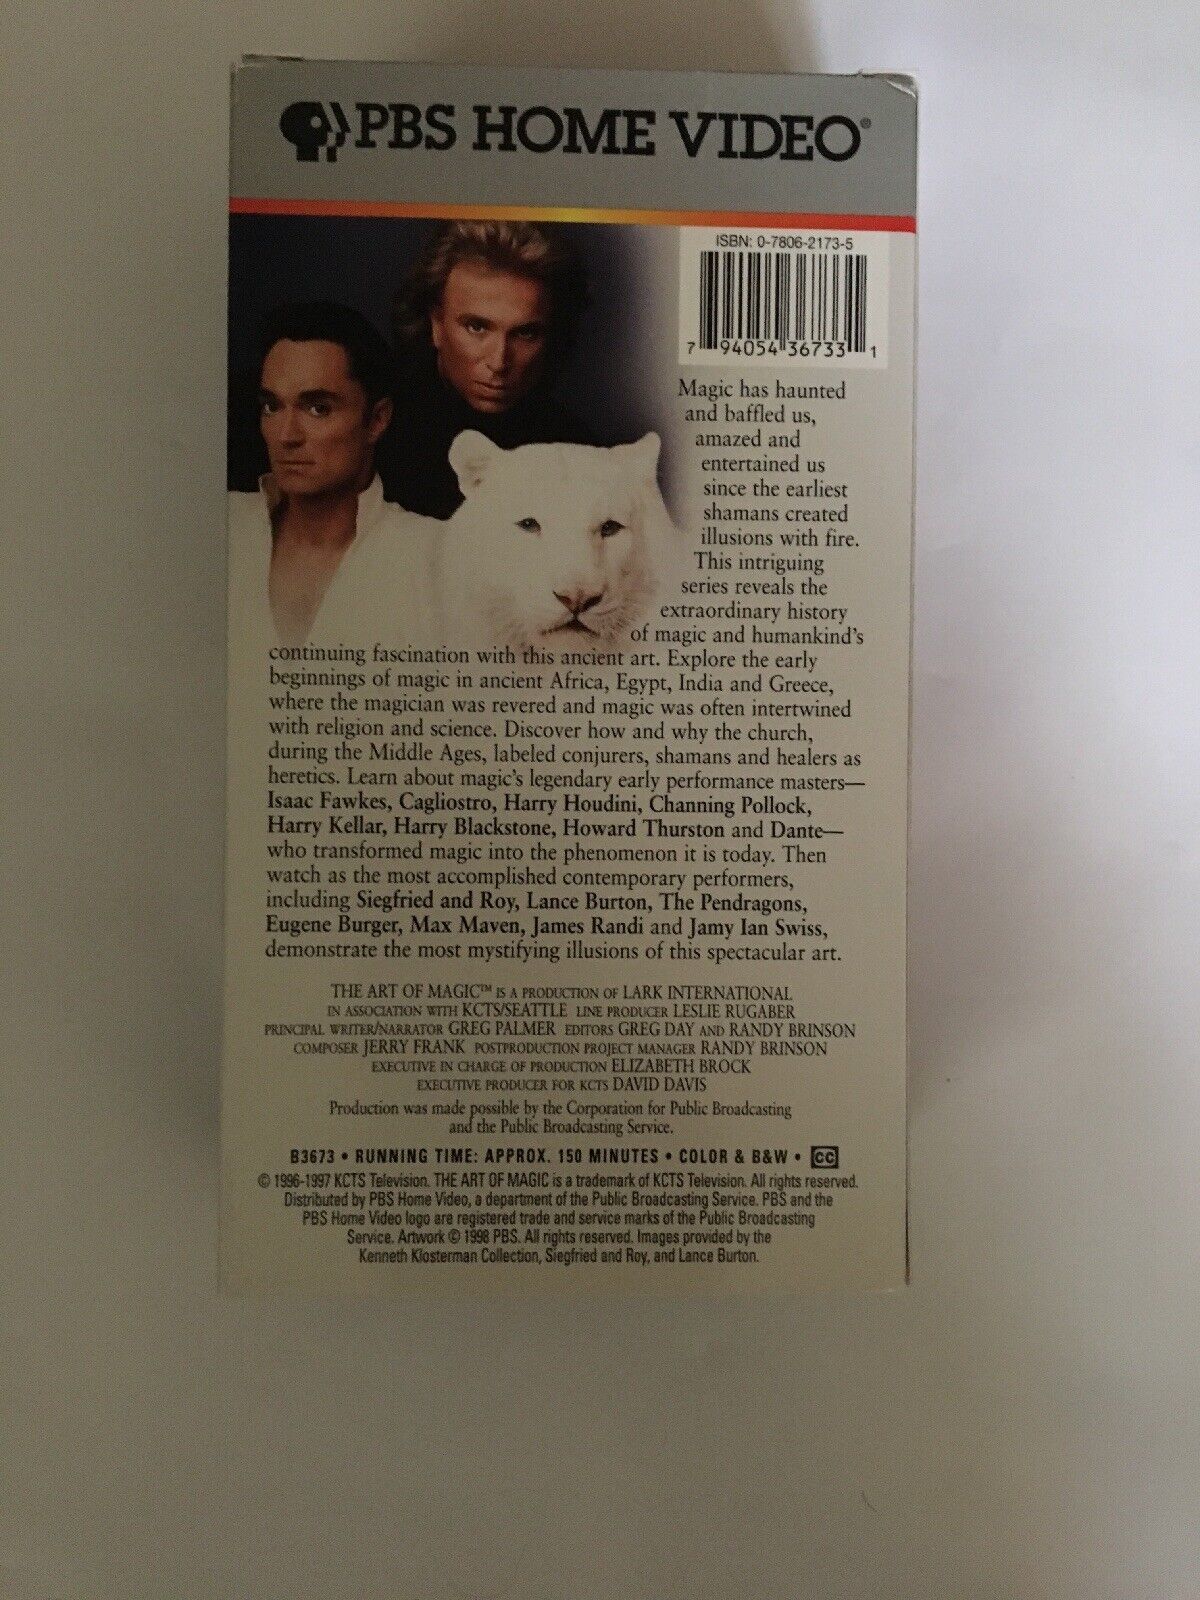 PBS HOME VIDEO®
ISBN: 0-7806-2173-5
7 94054 36733 1
Magic has haunted
and baffled us,
amazed and
entertained us
since the earliest
shamans created
illusions with fire.
This intriguing
series reveals the
extraordinary history
of magic and humankind's
continuing fascination with this ancient art. Explore the early
beginnings of magic in ancient Africa, Egypt, India and Greece,
where the magician was revered and magic was often intertwined
with religion and science. Discover how and why the church,
during the Middle Ages, labeled conjurers, shamans and healers as
heretics. Learn about magic's legendary early performance masters—
Isaac Fawkes, Cagliostro, Harry Houdini, Channing Pollock,
Harry Kellar, Harry Blackstone, Howard Thurston and Dante—
who transformed magic into the phenomenon it is today. Then
watch as the most accomplished contemporary performers,
including Siegfried and Roy, Lance Burton, The Pendragons,
Eugene Burger, Max Maven, James Randi and Jamy Ian Swiss,
demonstrate the most mystifying illusions of this spectacular art.
THE ART OF MAGIC™ IS A PRODUCTION OF LARK INTERNATIONAL
IN ASSOCIATION WITH KCTS/SEATTLE LINE PRODUCER LESLIE RUGABER
PRINCIPAL WRITER/NARRATOR GREG PALMER EDITORS GREG DAY AND RANDY BRINSON
COMPOSER JERRY FRANK POSTPRODUCTION PROJECT MANAGER RANDY BRINSON
EXECUTIVE IN CHARGE OF PRODUCTION ELIZABETH BROCK
EXECUTIVE PRODUCER FOR KCTS DAVID DAVIS
Production was made possible by the Corporation for Public Broadcasting
and the Public Broadcasting Service.
B3673 • RUNNING TIME: APPROX. 150 MINUTES • COLOR & B&W • CC
© 1996-1997 KCTS Television. THE ART OF MAGIC is a trademark of KCTS Television. All rights reserved.
Distributed by PBS Home Video, a department of the Public Broadcasting Service. PBS and the
PBS Home Video logo are registered trade and service marks of the Public Broadcasting
Service. Artwork © 1998 PBS. All rights reserved. Images provided by the
Kenneth Klosterman Collection, Siegfried and Roy, and Lance Burton.